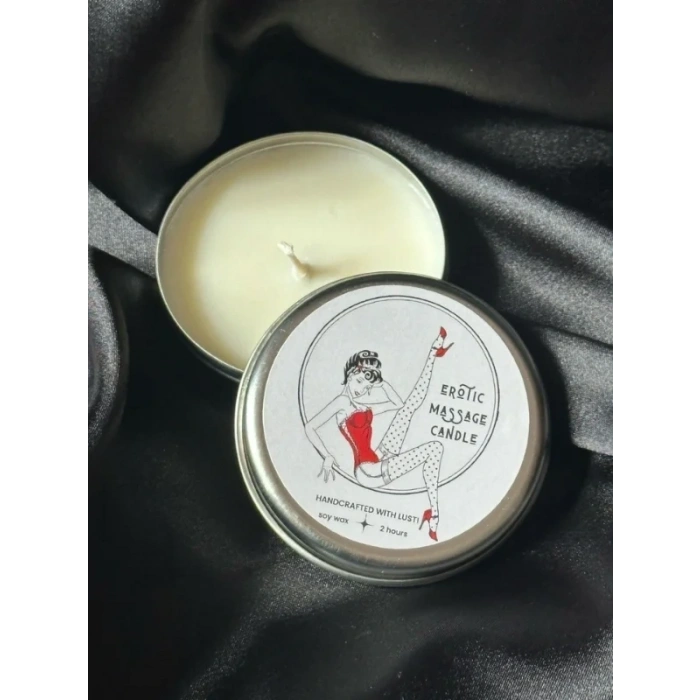 EROTIC
MASSAGE
CANDLE
HANDCRAFTED WITH LUST!
soy wax
2 hours